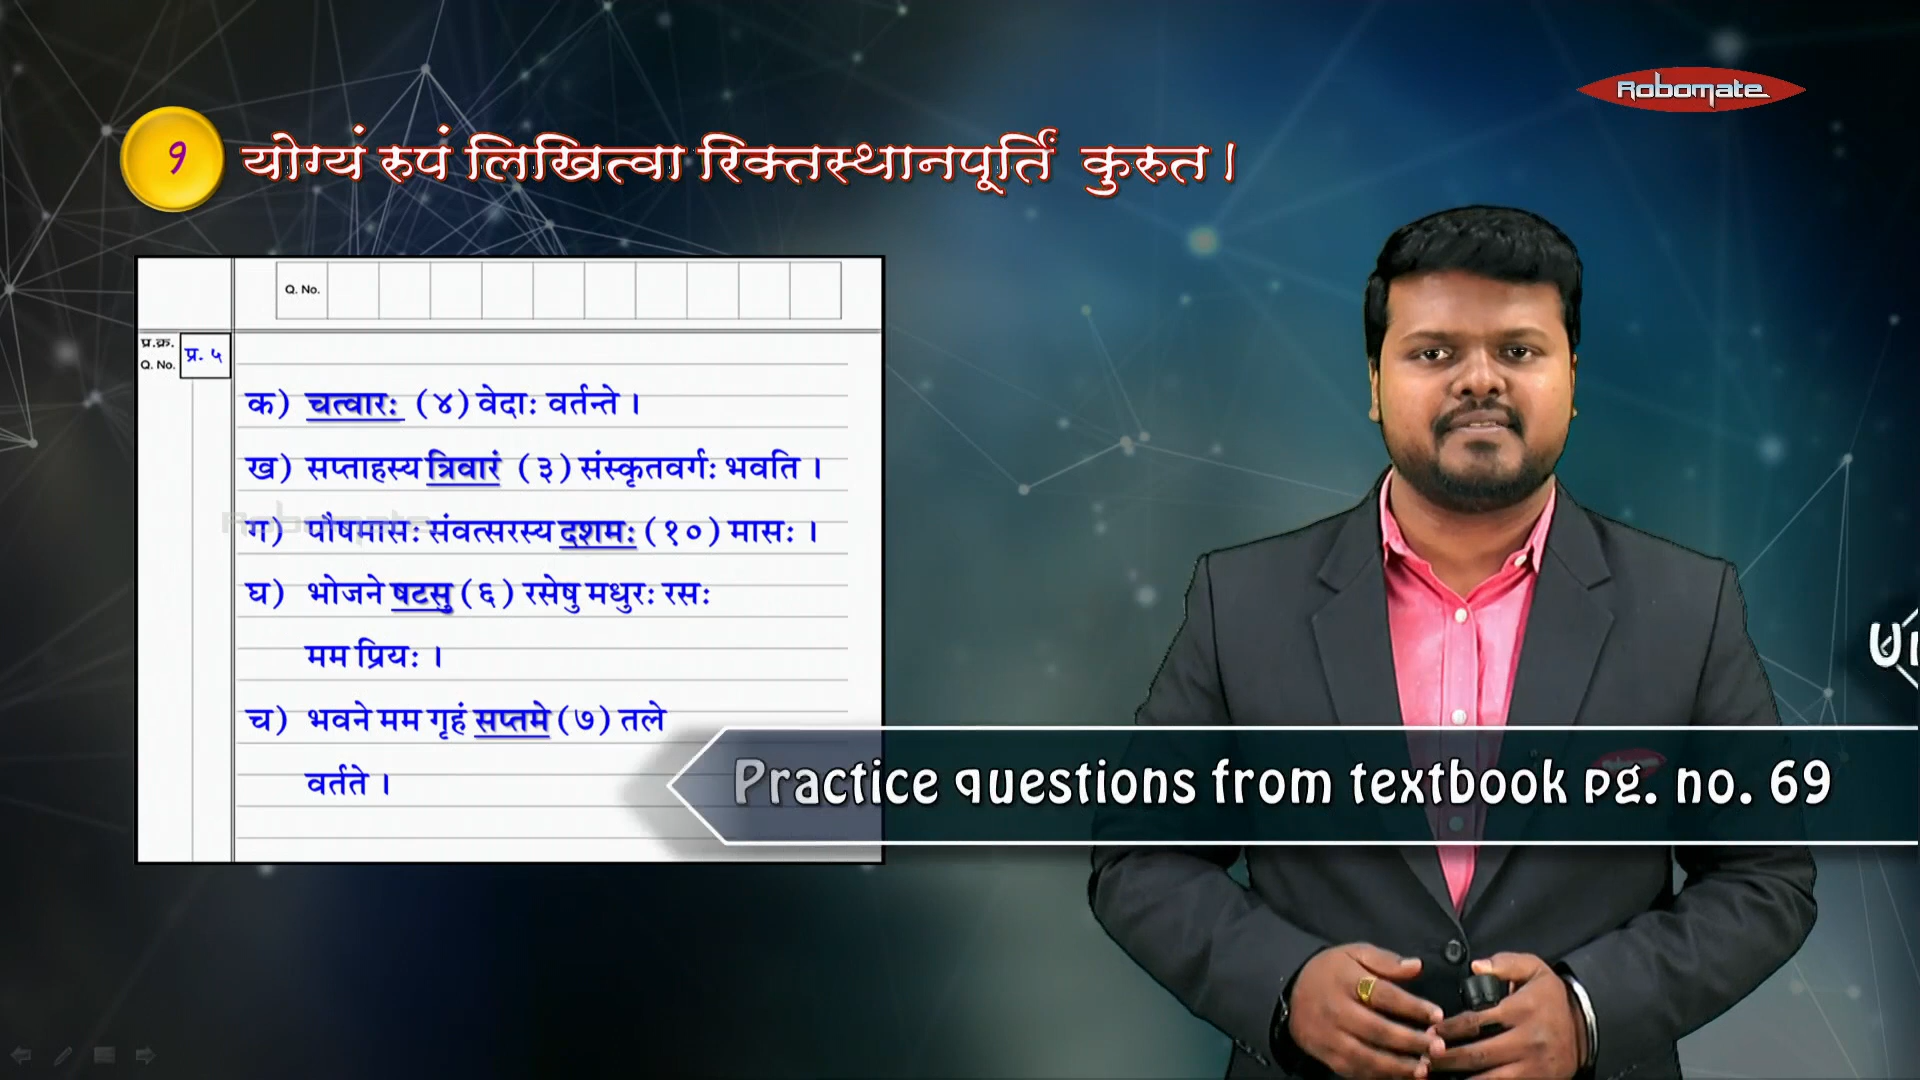 Robomate
१ योग्यं रुपं लिखित्वा रिक्तस्थानपूर्तिं कुरुत।
Q. No.
प्र.क्र.
Q. No.
प्र. ५
क) चत्वारः (४) वेदाः वर्तन्ते ।
ख) सप्ताहस्य त्रिवारं (३) संस्कृतवर्गः भवति ।
ग) पौषमासः संवत्सरस्य दशमः (१०) मासः ।
घ) भोजने षटसु (६) रसेषु मधुरः रसः
मम प्रियः ।
च) भवने मम गृहं सप्तमे (७) तले
वर्तते ।
Practice questions from textbook pg. no. 69